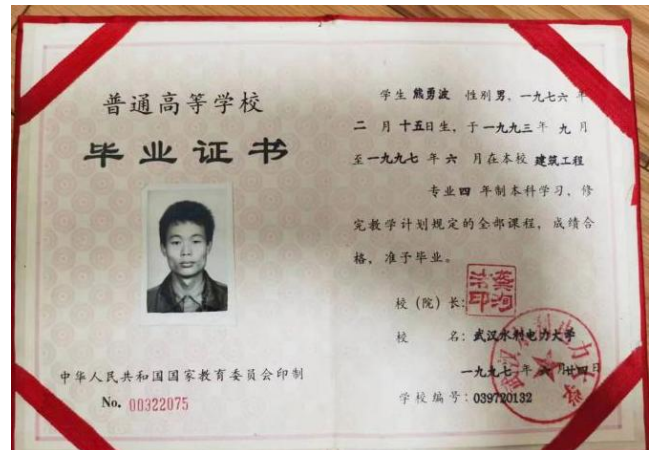 普通高等学校
毕业证书
中华人民共和国国家教育委员会印制
No. 00322075
学生 熊勇波 性别 男、一九七六 年
二 月 十五日生, 于 一九九三 年 九 月
至 一九九七 年 六 月在本校 建筑工程
专业 四 年制本科学习, 修
完教学计划规定的全部课程, 成绩合
格, 准予毕业。
校 (院) 长:
校 名: 武汉水利电力大学
一九九七 年 六 月 廿四 日
学校编号: 039720132